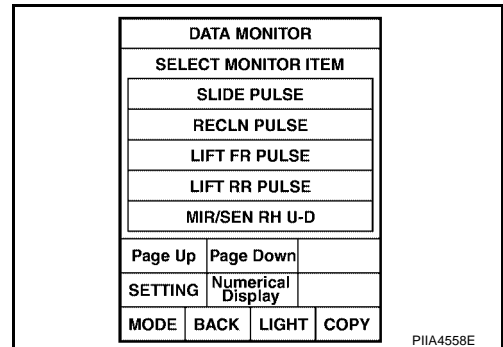 DATA MONITOR
SELECT MONITOR ITEM
SLIDE PULSE
RECLN PULSE
LIFT FR PULSE
LIFT RR PULSE
MIR/SEN RH U-D
Page Up Page Down
SETTING Numerical
Display
MODE BACK LIGHT COPY
PIIA4558E